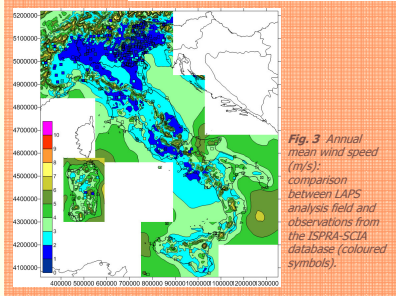 5200000
5100000
5000000
4900000
4800000
4700000
4600000
4500000
4400000
4300000
4200000
4100000
10
9
8
7
6
5
4
3
2
1
0
400000 500000 600000 700000 800000 900000 1000000 1100000 1200000 1300000
Fig. 3 Annual
mean wind speed
(m/s):
comparison
between LAPS
analysis field and
observations from
the ISPRA-SCIA
database (coloured
symbols).